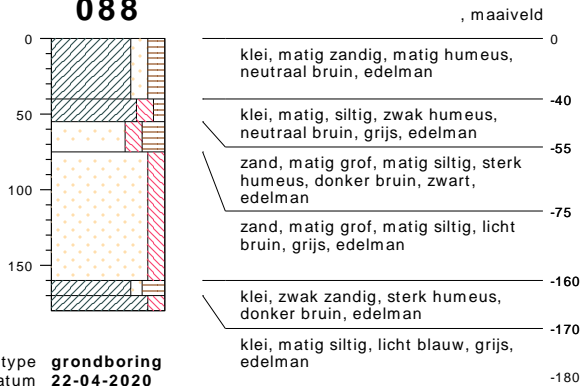 088
, maaiveld
0
0
klei, matig zandig, matig humeus,
neutraal bruin, edelman
-40
klei, matig, siltig, zwak humeus,
neutraal bruin, grijs, edelman
50
-55
zand, matig grof, matig siltig, sterk
humeus, donker bruin, zwart,
edelman
100
-75
zand, matig grof, matig siltig, licht
bruin, grijs, edelman
150
-160
klei, zwak zandig, sterk humeus,
donker bruin, edelman
-170
klei, matig siltig, licht blauw, grijs,
edelman
-180
type grondboring
atum 22-04-2020